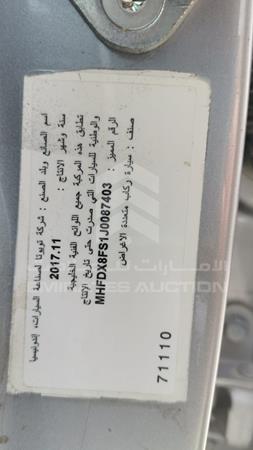 اسم الصانع وبلد الصنع : شركة تويوتا لصناعة السيارات، إندونيسيا
سنة وشهر الانتاج : 2017.11
تطابق هذه المركبة جميع اللوائح الفنية الخليجية
والوطنية للسيارات التي صدرت حتى تاريخ الانتاج
الرقم المميز : MHFDX8FS1J0087403
صنف : سيارة ركاب متعددة الاغراض
71110
الإمارات
EMIRATES AUCTION